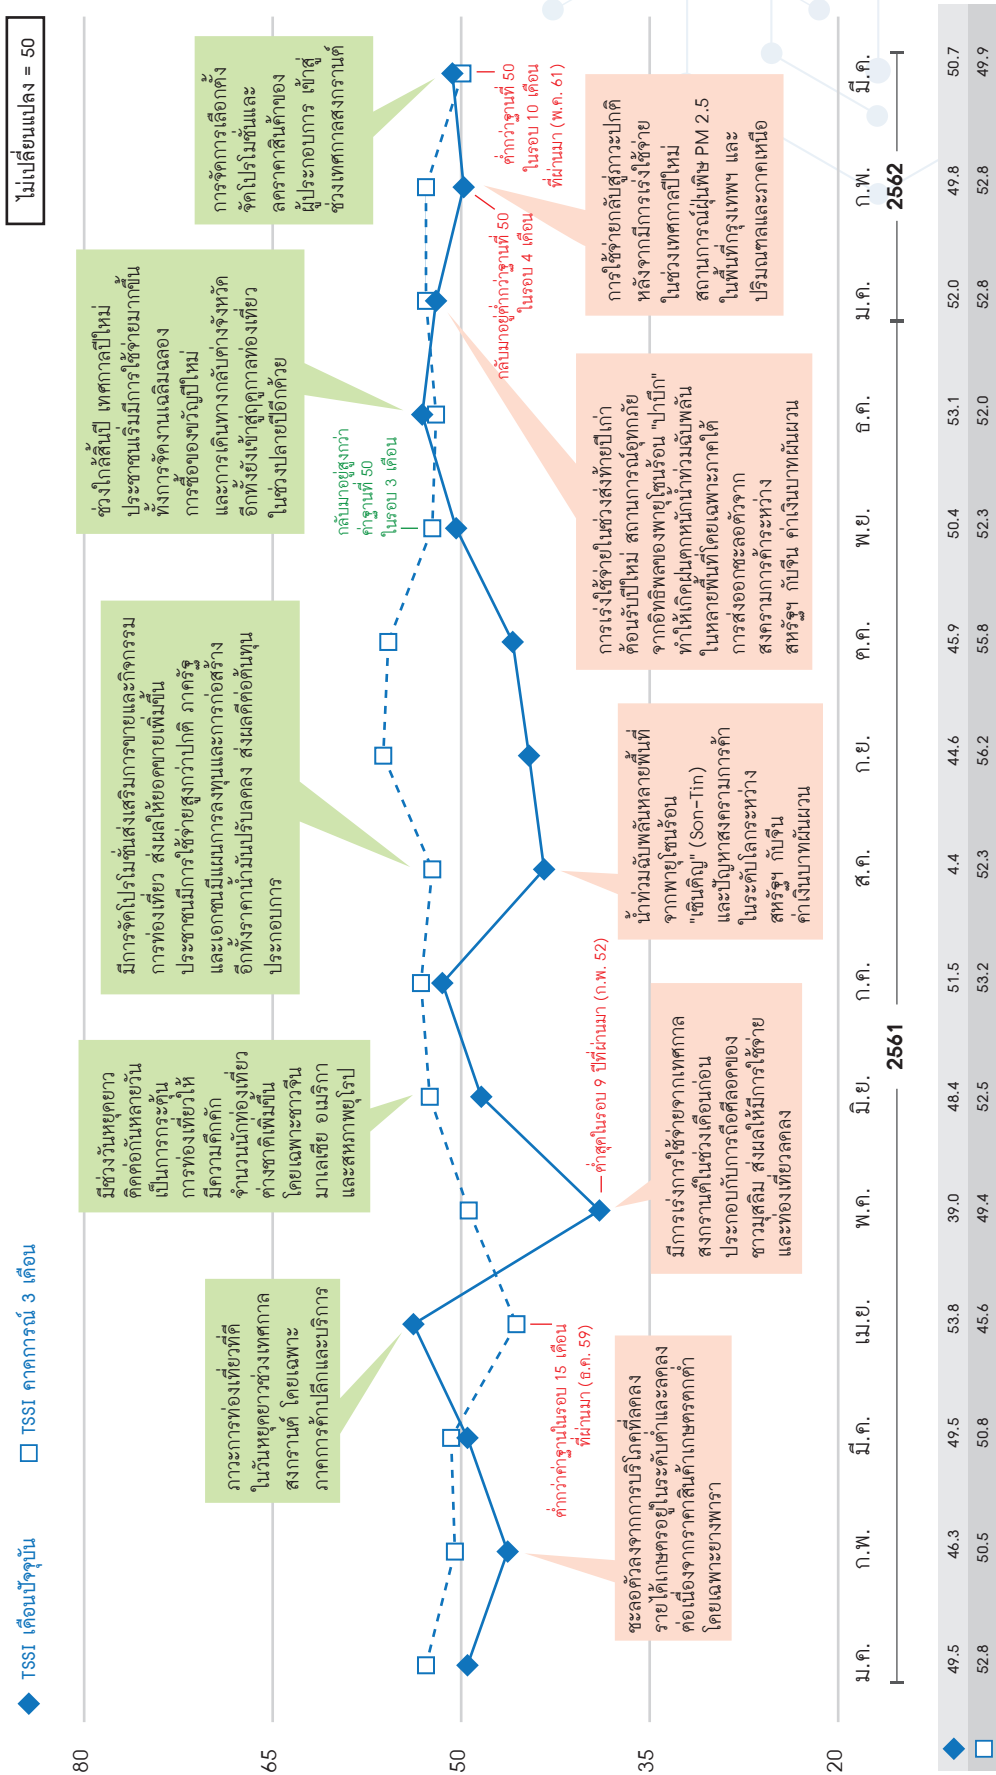 TSSI เดือนปัจจุบัน
TSSI คาดการณ์ 3 เดือน
ไม่เปลี่ยนแปลง = 50
80
65
50
35
20
ภาวะการท่องเที่ยวที่ดี
ในวันหยุดยาวช่วงเทศกาล
สงกรานต์ โดยเฉพาะ
ภาคการค้าปลีกและบริการ
มีช่วงวันหยุดยาว
ติดต่อกันหลายวัน
เป็นการกระตุ้น
การท่องเที่ยวให้
มีความคึกคัก
จำนวนนักท่องเที่ยว
ต่างชาติเพิ่มขึ้น
โดยเฉพาะชาวจีน
มาเลเซีย อเมริกา
และสหภาพยุโรป
มีการจัดโปรโมชั่นส่งเสริมการขายและกิจกรรม
การท่องเที่ยว ส่งผลให้ยอดขายเพิ่มขึ้น
ประชาชนมีการใช้จ่ายสูงกว่าปกติ ภาครัฐ
และเอกชนมีแผนการลงทุนและการก่อสร้าง
อีกทั้งราคาน้ำมันปรับลดลง ส่งผลดีต่อต้นทุน
ประกอบการ
ช่วงใกล้สิ้นปี เทศกาลปีใหม่
ประชาชนเริ่มมีการใช้จ่ายมากขึ้น
ทั้งการจัดงานเฉลิมฉลอง
การซื้อของขวัญปีใหม่
และการเดินทางกลับต่างจังหวัด
อีกทั้งยังเข้าสู่ฤดูกาลท่องเที่ยว
ในช่วงปลายปีอีกด้วย
การจัดการเลือกตั้ง
จัดโปรโมชั่นและ
ลดราคาสินค้าของ
ผู้ประกอบการ เข้าสู่
ช่วงเทศกาลสงกรานต์
กลับมาอยู่สูงกว่า
ค่าฐานที่ 50
ในรอบ 3 เดือน
ต่ำกว่าค่าฐานในรอบ 15 เดือน
ที่ผ่านมา (ธ.ค. 59)
ต่ำสุดในรอบ 9 ปีที่ผ่านมา (ก.พ. 52)
กลับมาอยู่ต่ำกว่าฐานที่ 50
ในรอบ 4 เดือน
ต่ำกว่าฐานที่ 50
ในรอบ 10 เดือน
ที่ผ่านมา (พ.ค. 61)
ชะลอตัวลงจากการบริโภคที่ลดลง
รายได้เกษตรอยู่ในระดับต่ำและลดลง
ต่อเนื่องจากราคาสินค้าเกษตรตกต่ำ
โดยเฉพาะยางพารา
มีการเร่งการใช้จ่ายจากเทศกาล
สงกรานต์ในช่วงเดือนก่อน
ประกอบกับการถือศีลอดของ
ชาวมุสลิม ส่งผลให้มีการใช้จ่าย
และท่องเที่ยวลดลง
น้ำท่วมฉับพลันหลายพื้นที่
จากพายุโซนร้อน
"เซินติญ" (Son-Tin)
และปัญหาสงครามการค้า
ในระดับโลกระหว่าง
สหรัฐฯ กับจีน
ค่าเงินบาทผันผวน
การเร่งใช้จ่ายในช่วงส่งท้ายปีเก่า
ต้อนรับปีใหม่ สถานการณ์อุทกภัย
จากอิทธิพลของพายุโซนร้อน "ปาบึก"
ทำให้เกิดฝนตกหนักน้ำท่วมฉับพลัน
ในหลายพื้นที่โดยเฉพาะภาคใต้
การส่งออกชะลอตัวจาก
สงครามการค้าระหว่าง
สหรัฐฯ กับจีน ค่าเงินบาทผันผวน
การใช้จ่ายกลับสู่ภาวะปกติ
หลังจากมีการเร่งใช้จ่าย
ในช่วงเทศกาลปีใหม่
สถานการณ์ฝุ่นพิษ PM 2.5
ในพื้นที่กรุงเทพฯ และ
ปริมณฑลและภาคเหนือ
ม.ค. ก.พ. มี.ค. เม.ย. พ.ค. มิ.ย. ก.ค. ส.ค. ก.ย. ต.ค. พ.ย. ธ.ค. ม.ค. ก.พ. มี.ค.
2561 2562
49.5 46.3 49.5 53.8 39.0 48.4 51.5 4.4 44.6 45.9 50.4 53.1 52.0 49.8 50.7
52.8 50.5 50.8 45.6 49.4 52.5 53.2 52.3 56.2 55.8 52.3 52.0 52.8 52.8 49.9